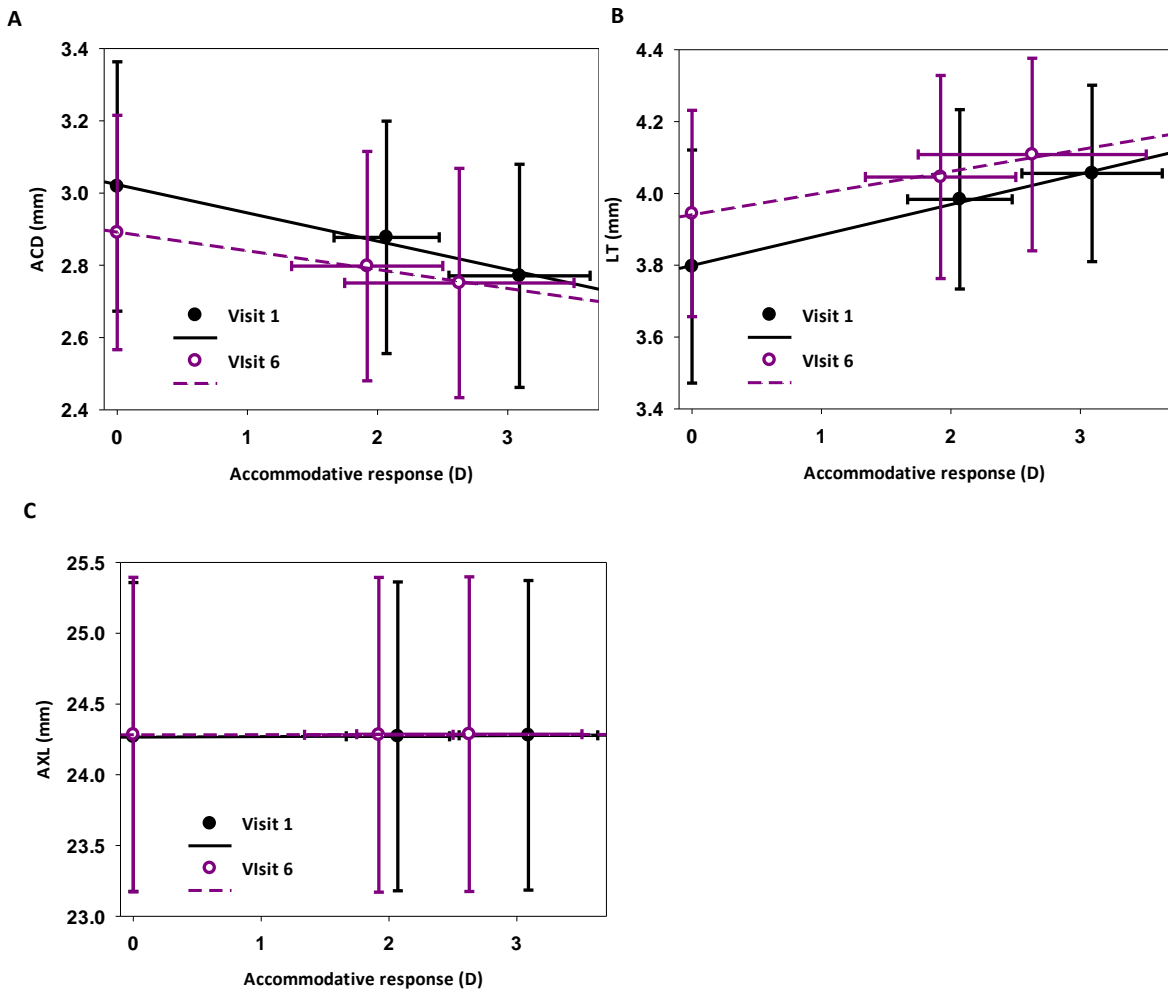 A
3.4
3.2
3.0
2.8
2.6
2.4
ACD (mm)
Visit 1
VIsit 6
0 1 2 3
Accommodative response (D)
B
4.4
4.2
4.0
3.8
3.6
3.4
LT (mm)
Visit 1
VIsit 6
0 1 2 3
Accommodative response (D)
C
25.5
25.0
24.5
24.0
23.5
23.0
AXL (mm)
Visit 1
VIsit 6
0 1 2 3
Accommodative response (D)